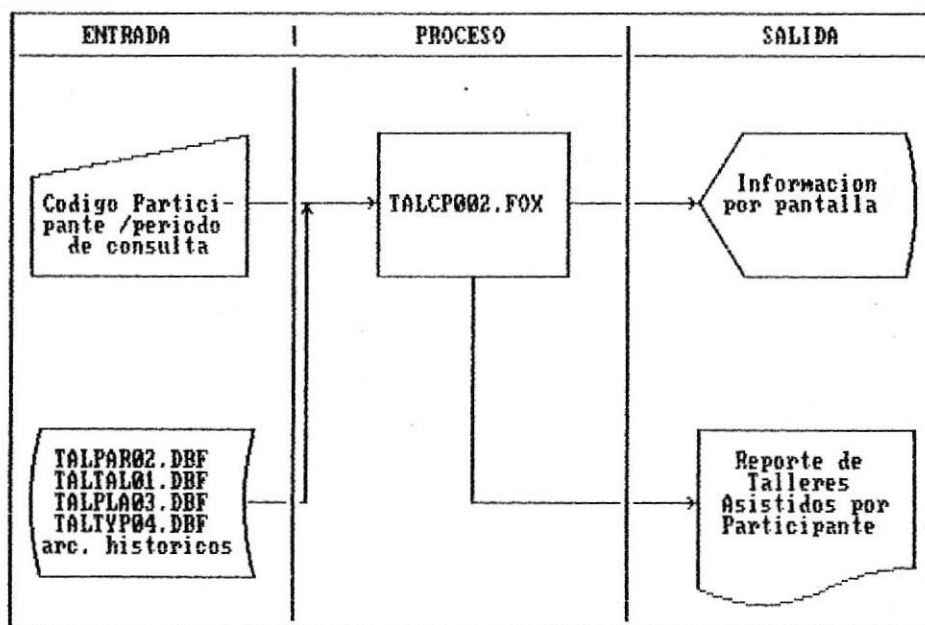 ENTRADA | PROCESO SALIDA
Codigo Partici-
pante /periodo
de consulta
TALCP002.FOX
Informacion
por pantalla
TALPAR02.DBF
TALTAL01.DBF
TALPLA03.DBF
TALTYP04.DBF
arc. historicos
Reporte de
Talleres
Asistidos por
Participante